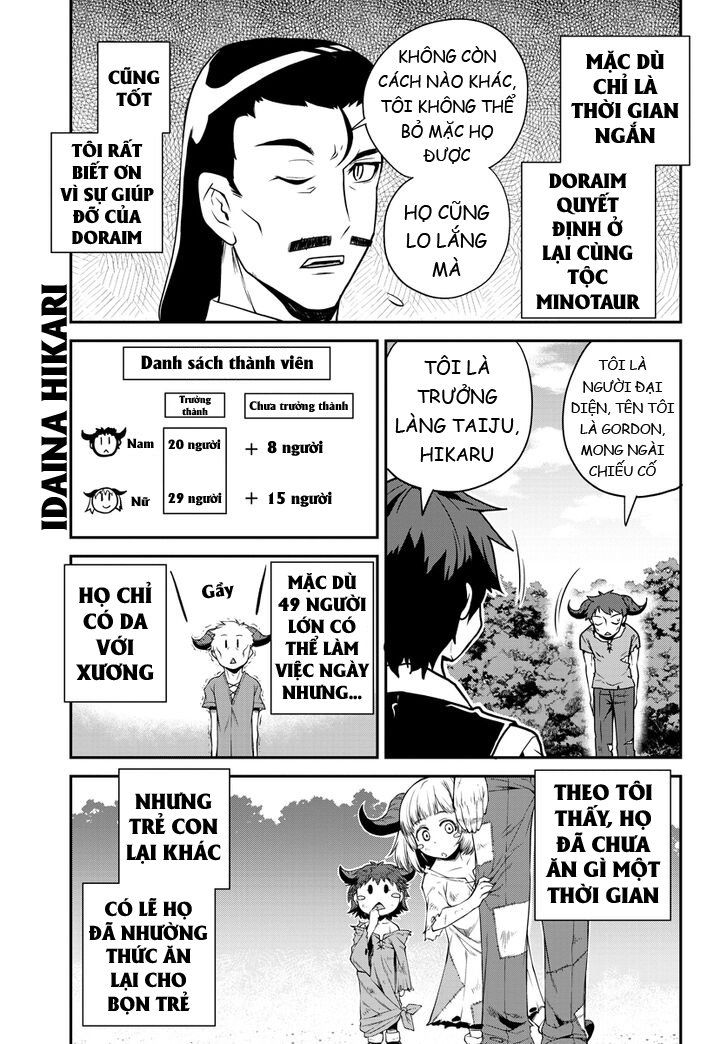 MẶC DÙ
CHỈ LÀ
THỜI GIAN
NGẮN
DORAIM
QUYẾT
ĐỊNH Ở
LẠI CÙNG
TỘC
MINOTAUR
KHÔNG CÒN
CÁCH NÀO KHÁC,
TÔI KHÔNG THỂ
BỎ MẶC HỌ
ĐƯỢC
HỌ CŨNG
LO LẮNG
MÀ
CŨNG
TỐT
TÔI RẤT
BIẾT ƠN
VÌ SỰ GIÚP
ĐỠ CỦA
DORAIM
IDAINA HIKARI
TÔI LÀ
NGƯỜI ĐẠI
DIỆN, TÊN TÔI
LÀ GORDON,
MONG NGÀI
CHIẾU CỐ
TÔI LÀ
TRƯỞNG
LÀNG TAIJU,
HIKARU
Danh sách thành viên
Trưởng
thành
Chưa trưởng thành
Nam 20 người + 8 người
Nữ 29 người + 15 người
MẶC DÙ
49 NGƯỜI
LỚN CÓ
THỂ LÀM
VIỆC NGÀY
NHƯNG...
Gầy
HỌ CHỈ
CÓ DA
VỚI
XƯƠNG
THEO TÔI
THẤY, HỌ
ĐÃ CHƯA
ĂN GÌ MỘT
THỜI GIAN
NHƯNG
TRẺ CON
LẠI KHÁC
CÓ LẼ HỌ
ĐÃ NHƯỜNG
THỨC ĂN
LẠI CHO
BỌN TRẺ